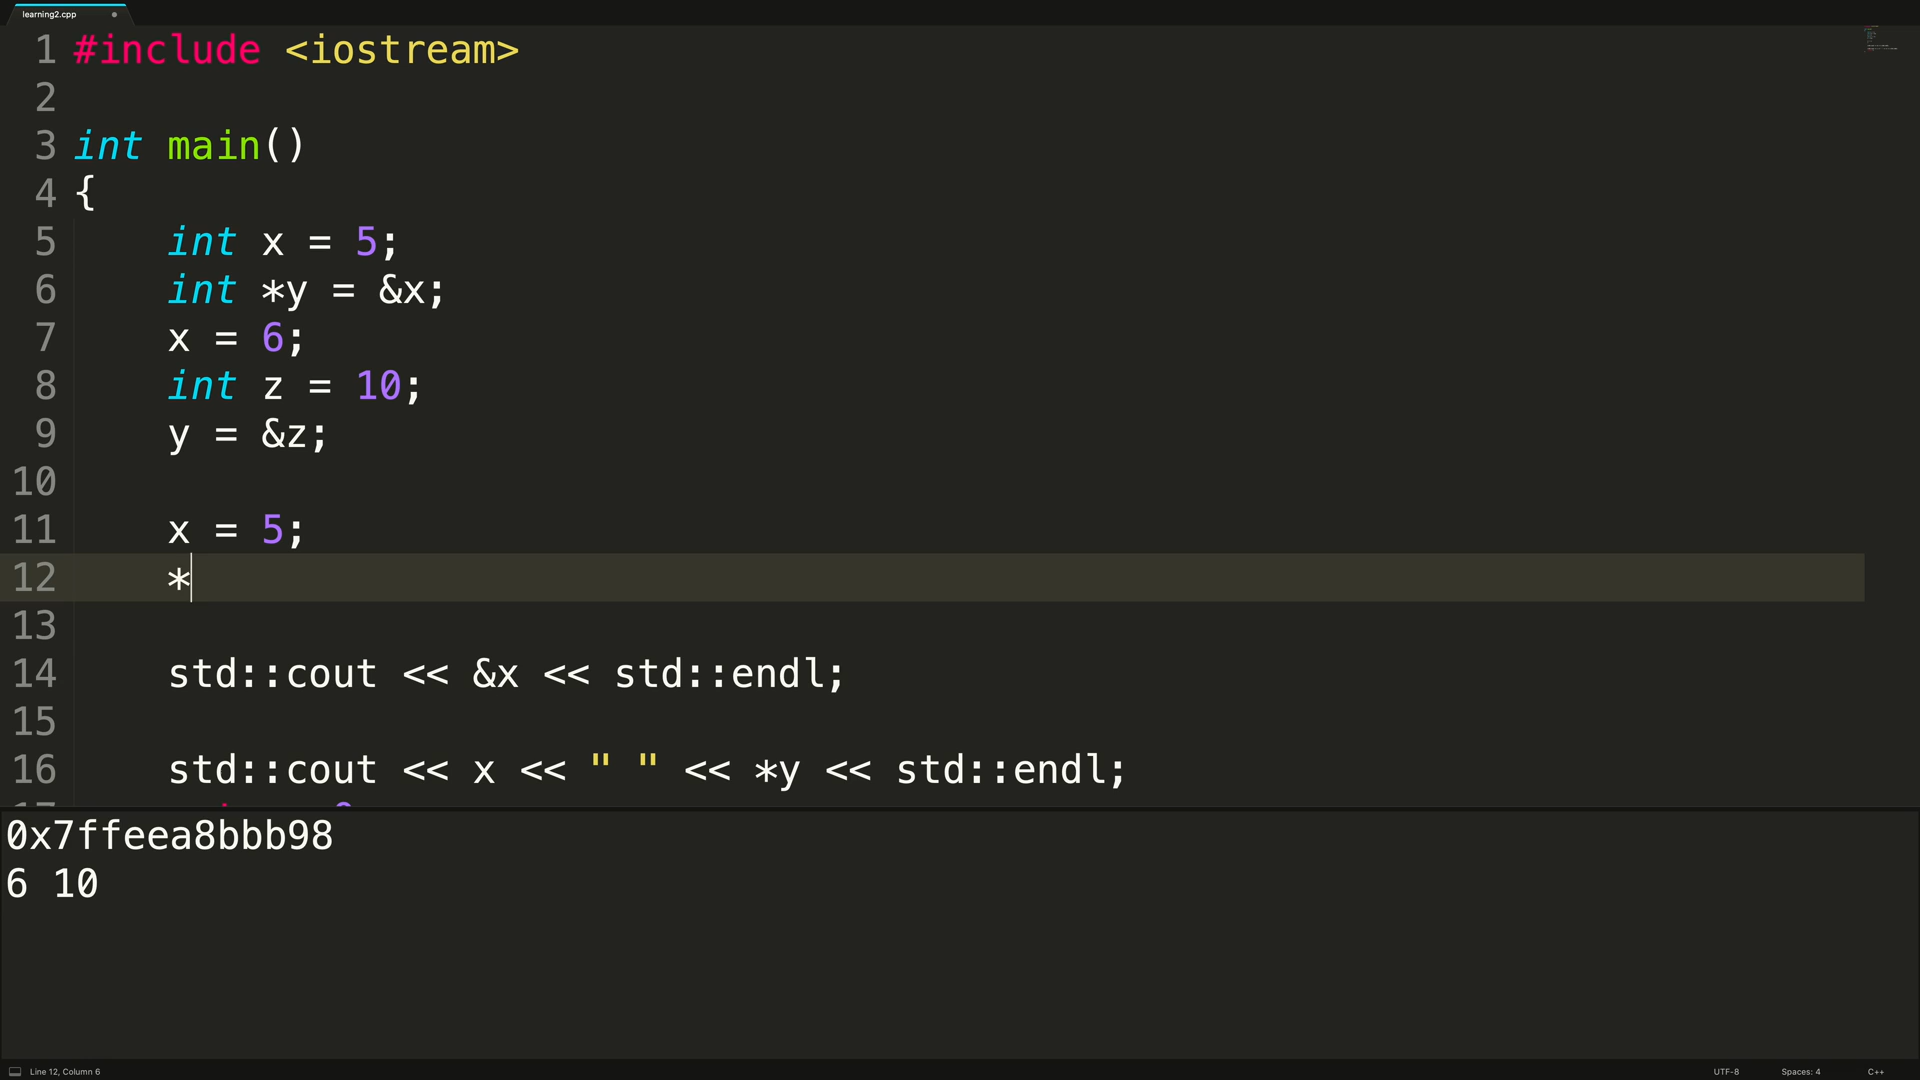 learning2.cpp
1 #include <iostream>
2
3 int main()
4 {
5     int x = 5;
6     int *y = &x;
7     x = 6;
8     int z = 10;
9     y = &z;
10
11     x = 5;
12     *
13
14     std::cout << &x << std::endl;
15
16     std::cout << x << " " << *y << std::endl;
0x7ffeea8bbb98
6 10
Line 12, Column 6
UTF-8
Spaces: 4
C++